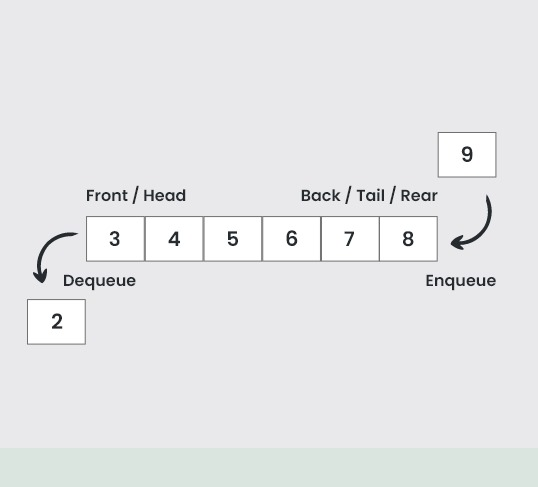 9
Front / Head
Back / Tail / Rear
3 4 5 6 7 8
Dequeue
Enqueue
2